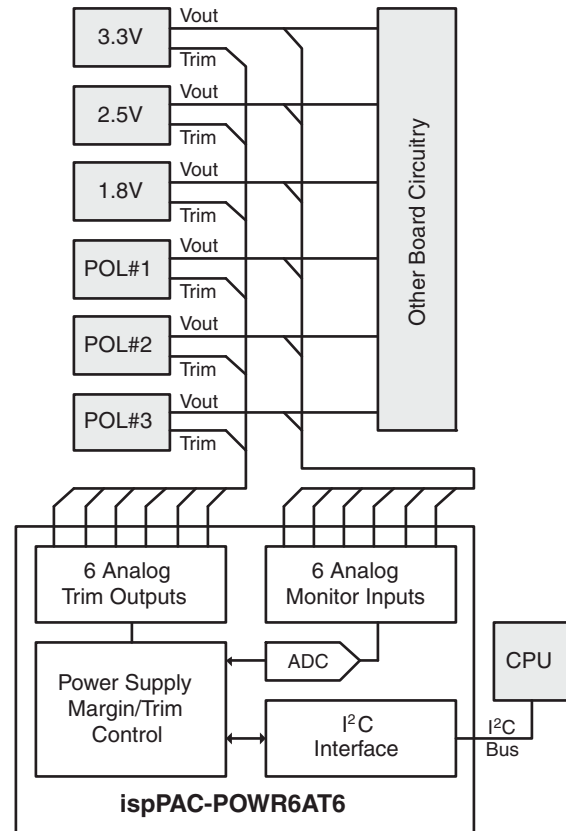 3.3V
Vout
Trim
2.5V
Vout
Trim
1.8V
Vout
Trim
POL#1
Vout
Trim
POL#2
Vout
Trim
POL#3
Vout
Trim
Other Board Circuitry
6 Analog
Trim Outputs
6 Analog
Monitor Inputs
ADC
CPU
Power Supply
Margin/Trim
Control
I²C
Interface
I²C
Bus
ispPAC-POWR6AT6